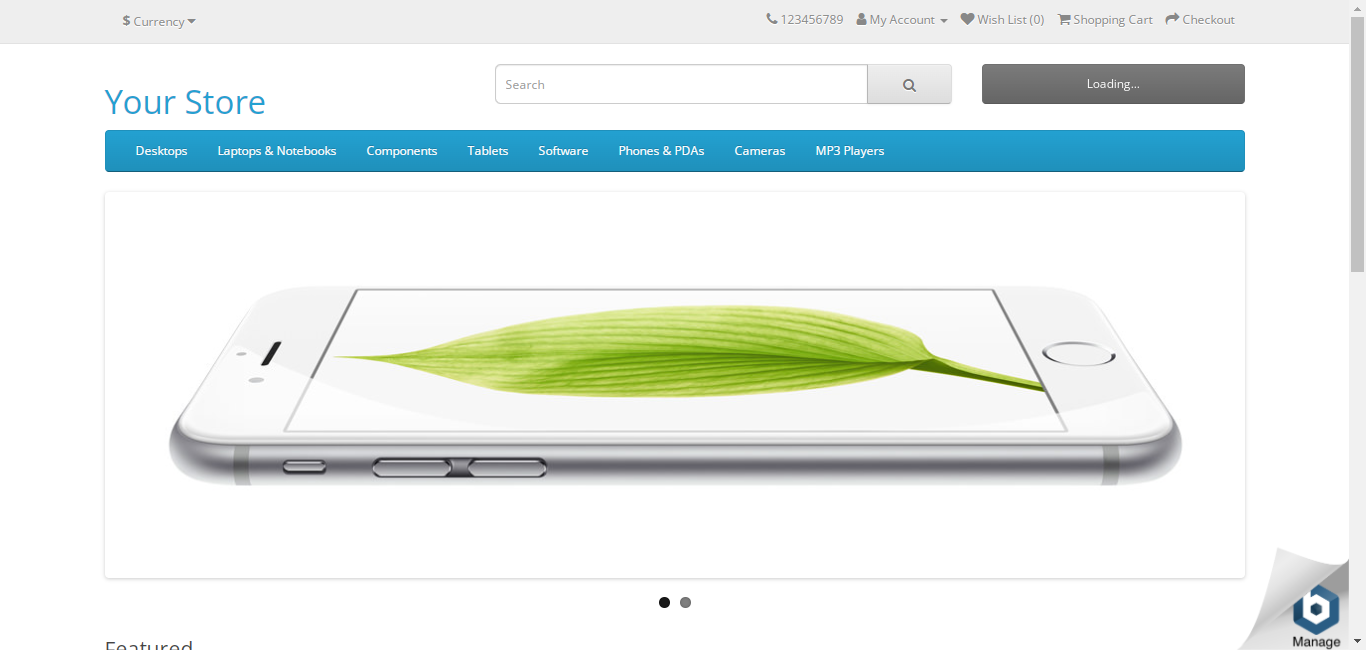 $ Currency
123456789 My Account Wish List (0) Shopping Cart Checkout
Your Store
Search
Loading...
Desktops Laptops & Notebooks Components Tablets Software Phones & PDAs Cameras MP3 Players
Manage
Featured